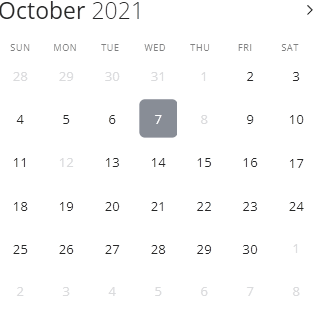 October 2021
SUN MON TUE WED THU FRI SAT
28 29 30 31 1 2 3
4 5 6 7 8 9 10
11 12 13 14 15 16 17
18 19 20 21 22 23 24
25 26 27 28 29 30 1
2 3 4 5 6 7 8